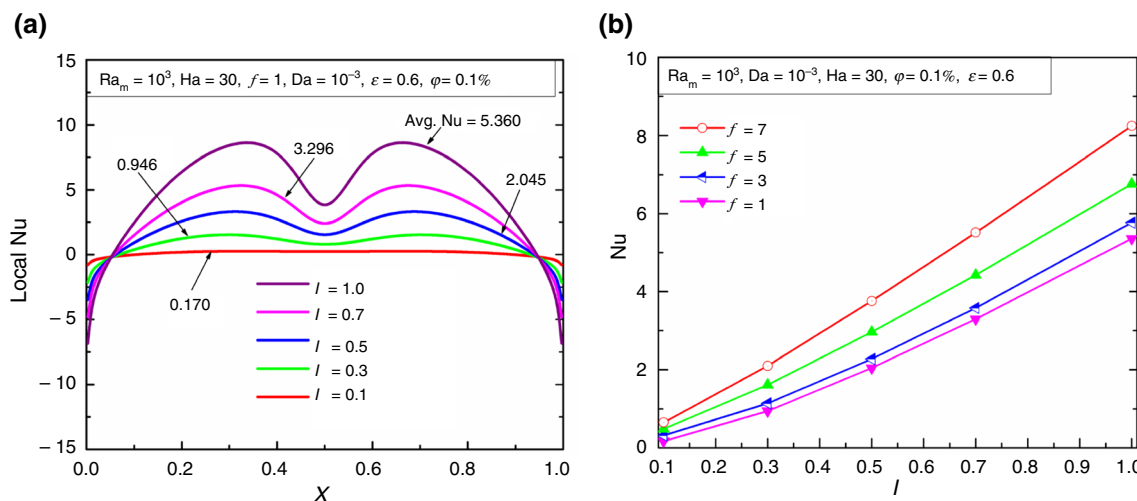 (a)
Ra_m = 10³, Ha = 30, f = 1, Da = 10⁻³, ε = 0.6, φ = 0.1%
Local Nu
15
10
5
0
−5
−10
−15
Avg. Nu = 5.360
3.296
0.946
2.045
0.170
I = 1.0
I = 0.7
I = 0.5
I = 0.3
I = 0.1
0.0
0.2
0.4
0.6
0.8
1.0
X
(b)
Ra_m = 10³, Da = 10⁻³, Ha = 30, φ = 0.1%, ε = 0.6
Nu
10
8
6
4
2
0
f = 7
f = 5
f = 3
f = 1
0.1
0.2
0.3
0.4
0.5
0.6
0.7
0.8
0.9
1.0
I